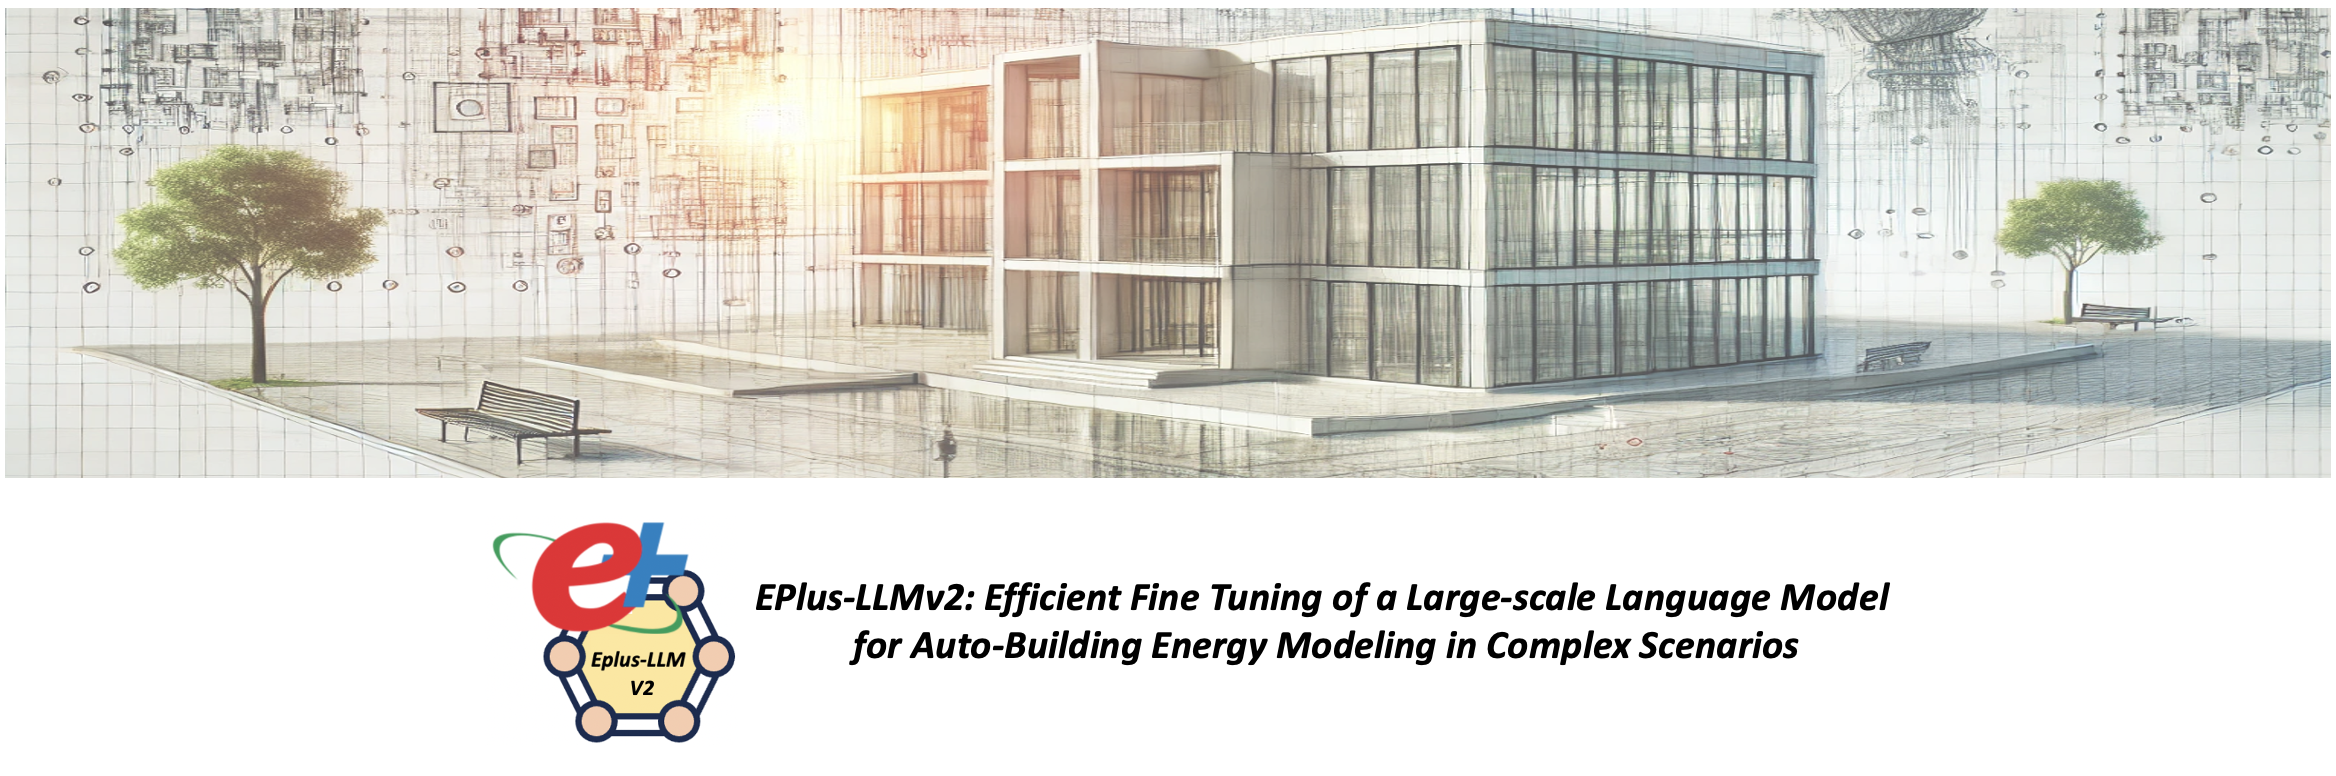 e+
Eplus-LLM
V2
EPlus-LLMv2: Efficient Fine Tuning of a Large-scale Language Model
for Auto-Building Energy Modeling in Complex Scenarios